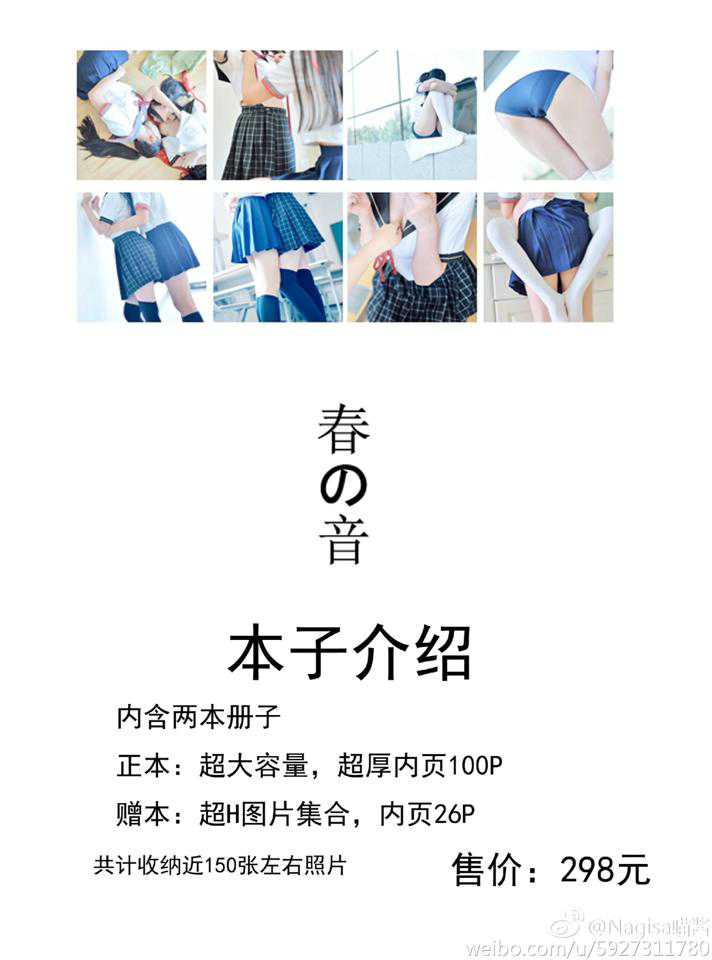 春の音
本子介绍
内含两本册子
正本：超大容量，超厚内页100P
赠本：超H图片集合，内页26P
共计收纳近150张左右照片
售价：298元
@Nagisa喵酱
weibo.com/u/5927311780